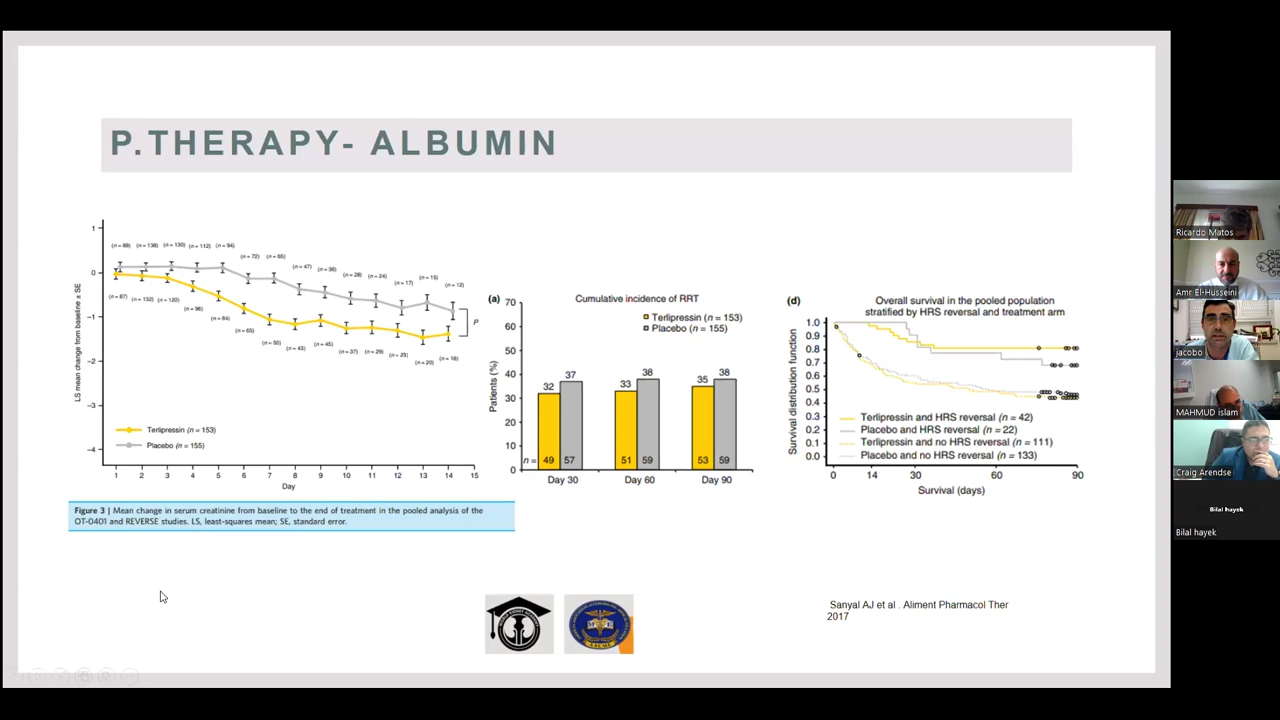 P.THERAPY- ALBUMIN
LS mean change from baseline ± SE
1
0
−1
−2
−3
−4
(n = 89) (n = 138) (n = 130) (n = 112) (n = 94)
(n = 72) (n = 65)
(n = 47) (n = 36)
(n = 28) (n = 24)
(n = 17)
(n = 15)
(n = 12)
(n = 87) (n = 132) (n = 120)
(n = 96)
(n = 84)
(n = 65)
(n = 50)
(n = 43) (n = 45)
(n = 37) (n = 29)
(n = 23)
(n = 20) (n = 18)
P
Terlipressin (n = 153)
Placebo (n = 155)
1 2 3 4 5 6 7 8 9 10 11 12 13 14 15
Day
Figure 3 | Mean change in serum creatinine from baseline to the end of treatment in the pooled analysis of the
OT-0401 and REVERSE studies. LS, least-squares mean; SE, standard error.
(a)
Cumulative incidence of RRT
Terlipressin (n = 153)
Placebo (n = 155)
Patients (%)
70
60
50
40
30
20
10
0
32 37 33 38 35 38
n = 49 57 51 59 53 59
Day 30 Day 60 Day 90
(d)
Overall survival in the pooled population
stratified by HRS reversal and treatment arm
Survival distribution function
1.0
0.9
0.8
0.7
0.6
0.5
0.4
0.3
0.2
0.1
0.0
Terlipressin and HRS reversal (n = 42)
Placebo and HRS reversal (n = 22)
Terlipressin and no HRS reversal (n = 111)
Placebo and no HRS reversal (n = 133)
0 14 30 60 90
Survival (days)
Sanyal AJ et al . Aliment Pharmacol Ther
2017
Ricardo Matos
Amr El-Husseini
jacobo
MAHMUD islam
Craig Arendse
Bilal hayek
Bilal hayek